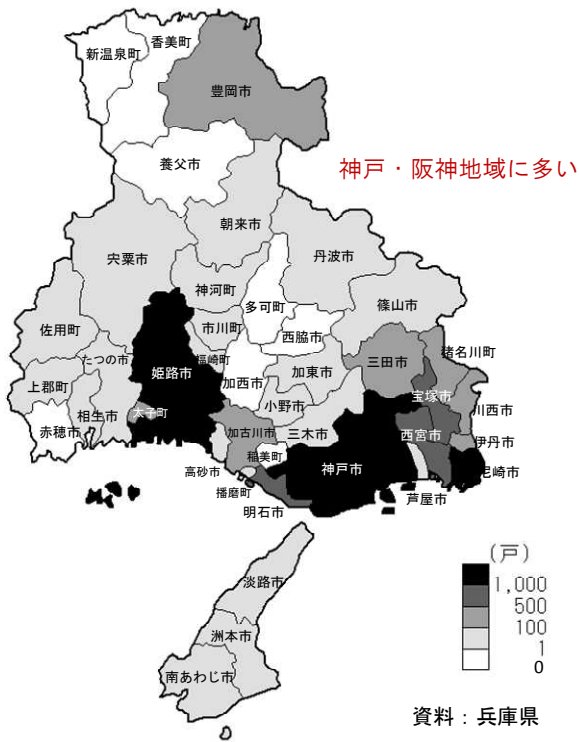 香美町
新温泉町
豊岡市
神戸・阪神地域に多い
養父市
朝来市
丹波市
宍粟市
神河町
多可町
篠山市
佐用町
市川町
西脇市
猪名川町
たつの市
福崎町
三田市
姫路市
加東市
上郡町
加西市
宝塚市
小野市
川西市
太子町
相生市
赤穂市
加古川市
三木市
西宮市
伊丹市
稲美町
神戸市
高砂市
尼崎市
播磨町
芦屋市
明石市
(戸)
1,000
500
100
1
0
淡路市
洲本市
南あわじ市
資料：兵庫県